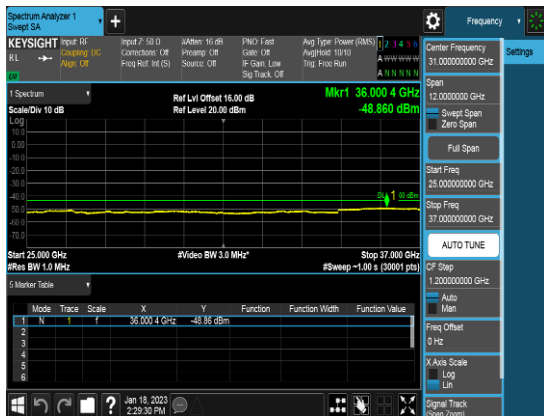 Spectrum Analyzer 1
Swept SA
Frequency
KEYSIGHT
Input: RF
Coupling: DC
Align: Off
Input Z: 50 Ω
Corrections: Off
Freq Ref: Int (S)
#Atten: 16 dB
Preamp: Off
Source: Off
PNO: Fast
Gate: Off
IF Gain: Low
Sig Track: Off
Avg Type: Power (RMS)
Avg|Hold: 10/10
Trig: Free Run
1 2 3 4 5 6
A W W W W W
A N N N N N
RL
1 Spectrum
Scale/Div 10 dB
Ref Lvl Offset 16.00 dB
Ref Level 20.00 dBm
Mkr1 36.000 4 GHz
-48.860 dBm
Log
10.0
0.00
-10.0
-20.0
-30.0
-40.0
-50.0
-60.0
-70.0
1
Start 25.000 GHz
#Video BW 3.0 MHz*
Stop 37.000 GHz
#Res BW 1.0 MHz
#Sweep ~1.00 s (30001 pts)
5 Marker Table
Mode Trace Scale X Y Function Function Width Function Value
1 N 1 f 36.000 4 GHz -48.86 dBm
2
3
4
5
6
Jan 18, 2023
2:29:30 PM
Center Frequency
31.000000000 GHz
Settings
Span
12.0000000 GHz
Swept Span
Zero Span
Full Span
Start Freq
25.000000000 GHz
Stop Freq
37.000000000 GHz
AUTO TUNE
CF Step
1.200000000 GHz
Auto
Man
Freq Offset
0 Hz
X Axis Scale
Log
Lin
Signal Track
(Span Zoom)